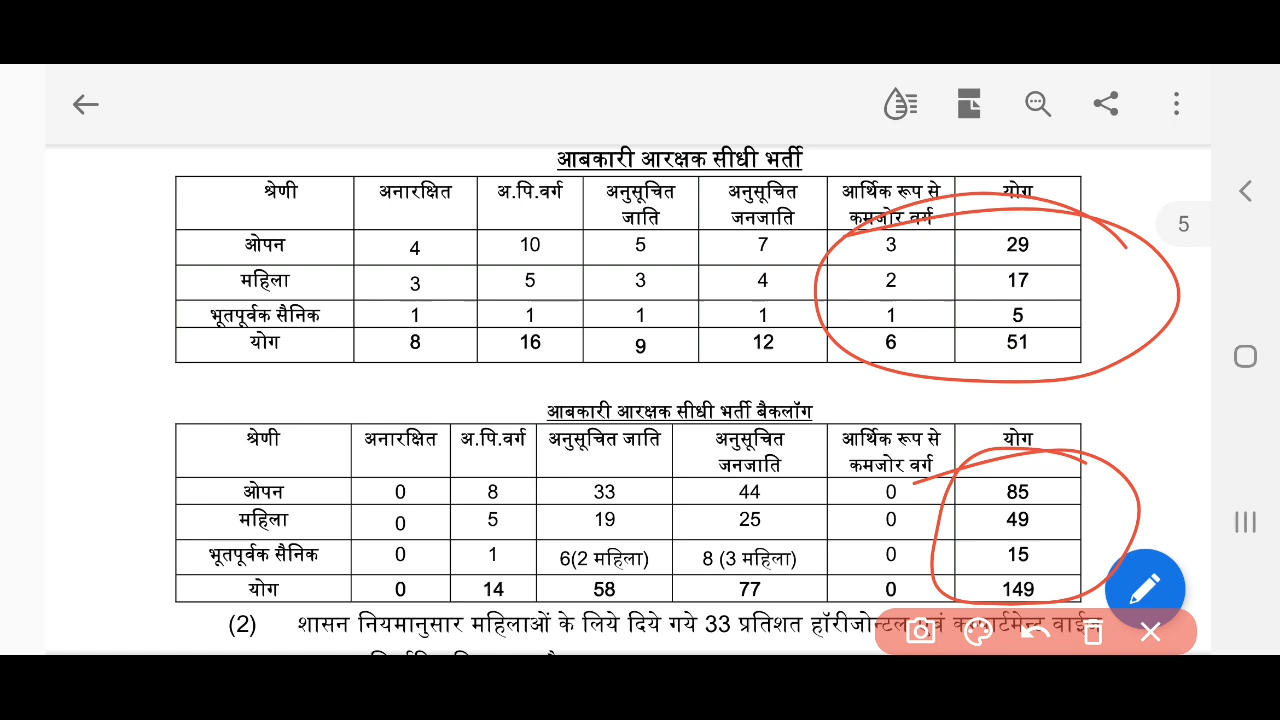 5
आबकारी आरक्षक सीधी भर्ती
श्रेणी अनारक्षित अ.पि.वर्ग अनुसूचित जाति अनुसूचित जनजाति आर्थिक रूप से कमजोर वर्ग योग
ओपन 4 10 5 7 3 29
महिला 3 5 3 4 2 17
भूतपूर्वक सैनिक 1 1 1 1 1 5
योग 8 16 9 12 6 51
आबकारी आरक्षक सीधी भर्ती बैकलॉग
श्रेणी अनारक्षित अ.पि.वर्ग अनुसूचित जाति अनुसूचित जनजाति आर्थिक रूप से कमजोर वर्ग योग
ओपन 0 8 33 44 0 85
महिला 0 5 19 25 0 49
भूतपूर्वक सैनिक 0 1 6(2 महिला) 8 (3 महिला) 0 15
योग 0 14 58 77 0 149
(2) शासन नियमानुसार महिलाओं के लिये दिये गये 33 प्रतिशत हॉरीजोन्टल एवं कम्पार्टमेन्ट वाईज